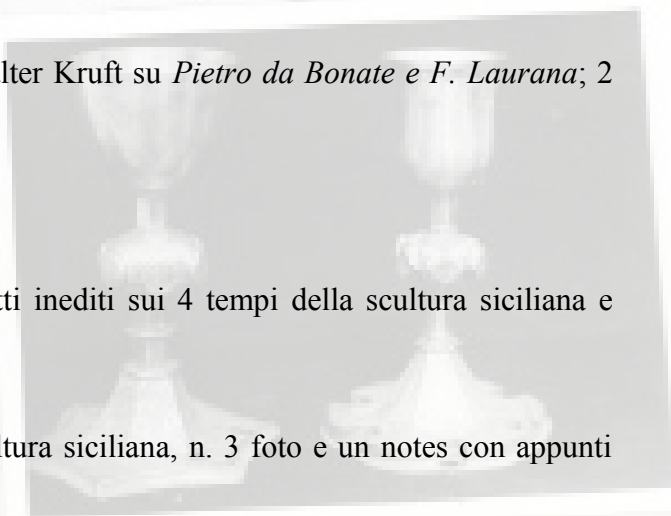 lter Kruft su Pietro da Bonate e F. Laurana; 2
tti inediti sui 4 tempi della scultura siciliana e
ltura siciliana, n. 3 foto e un notes con appunti